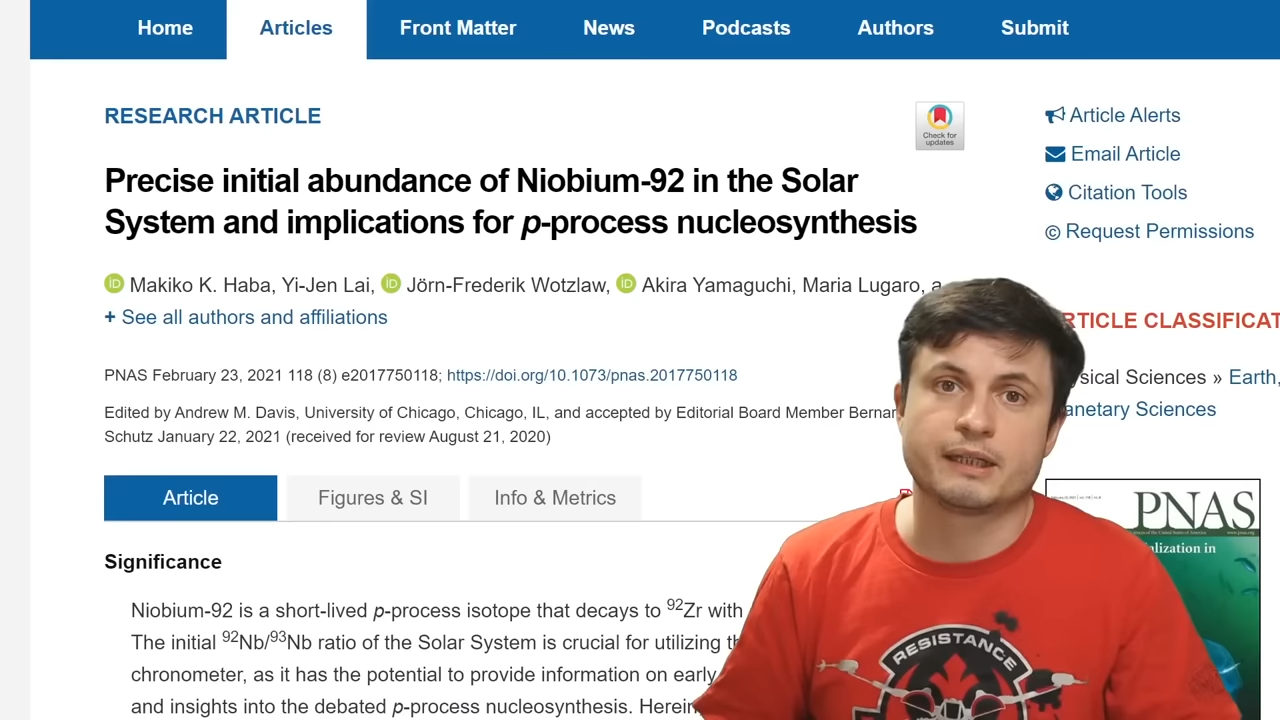 Home Articles Front Matter News Podcasts Authors Submit
RESEARCH ARTICLE
Check for
updates
Precise initial abundance of Niobium-92 in the Solar
System and implications for p-process nucleosynthesis
Makiko K. Haba, Yi-Jen Lai, Jörn-Frederik Wotzlaw, Akira Yamaguchi, Maria Lugaro, a
+ See all authors and affiliations
PNAS February 23, 2021 118 (8) e2017750118; https://doi.org/10.1073/pnas.2017750118
Edited by Andrew M. Davis, University of Chicago, Chicago, IL, and accepted by Editorial Board Member Bernar
Schutz January 22, 2021 (received for review August 21, 2020)
Article Figures & SI Info & Metrics
Significance
Niobium-92 is a short-lived p-process isotope that decays to ⁹²Zr with
The initial ⁹²Nb/⁹³Nb ratio of the Solar System is crucial for utilizing th
chronometer, as it has the potential to provide information on early
and insights into the debated p-process nucleosynthesis. Herein
Article Alerts
Email Article
Citation Tools
© Request Permissions
RTICLE CLASSIFICAT
ysical Sciences » Earth,
anetary Sciences
PNAS
lization in
RESISTANCE